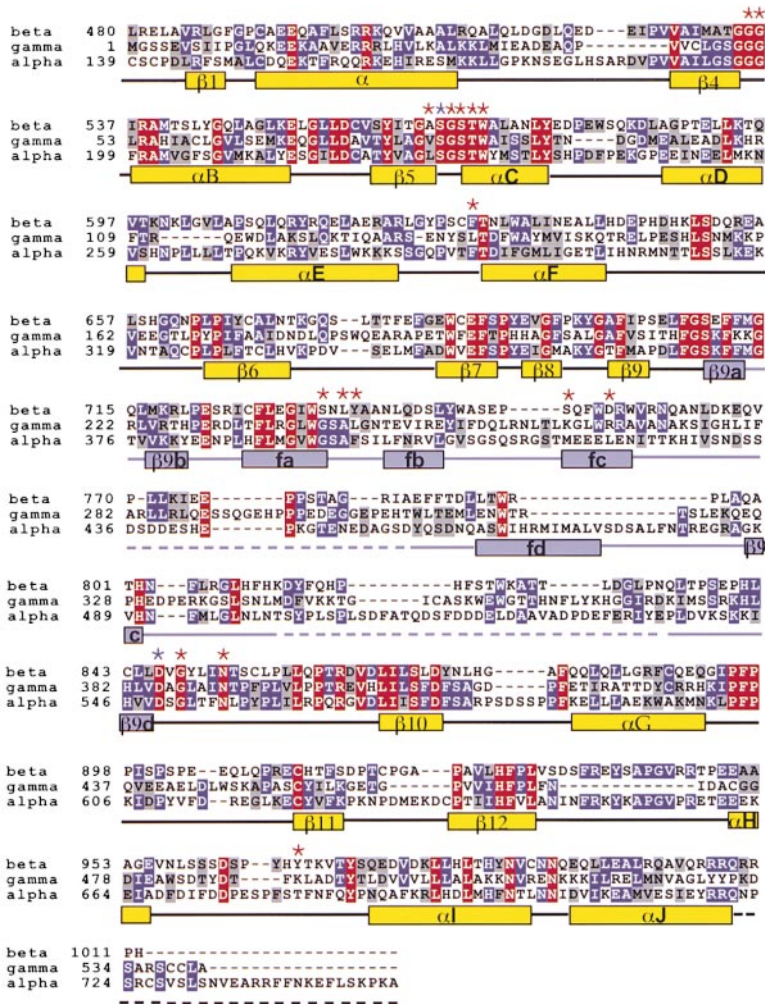 * *
beta 480 LRELAVRLGFGPCAEEQAFLSRRKQVVAAALRQALQLDGDLQED----EIPVVAIMATGGG
gamma 1 MGSSEVSIIPGLQKEEKAAVERRRLHVLKALKKLMIEADEAQP---------VVCLGSGGG
alpha 139 CSCPDLRFSMALCDQEKTFRQQRKEHIRESMKKLLGPKNSEGLHSARDVPVVAILGSGGG
β1 α β4
* * * * * *
beta 537 IRAMTSLYGQLAGLKELGLLDCVSYITGASGSTWALANLYEDPEWSQKDLAGPTELLKTQ
gamma 53 LRAHIACLGVLSEMKEQGLLDAVTYLAGVSGSTWAISSLYTN---DGDMEALEADLKHR
alpha 199 FRAMVGFSGVMKALYESGILDCATYVAGLSGSTWYMSTLYSHPDFPEKGPEEINEELMKN
αB β5 αC αD
*
beta 597 VTKNKLGVLAPSQLQRYRQELAERARLGYPSCFTNLWALINEALLHDEPHDHKLSDQREA
gamma 109 FTR-----QEWDLAKSLQKTIQAARS-ENYSLTDFWAYMVISKQTRELPESHLSNMKKP
alpha 259 VSHNPLLLLTPQKVKRYVESLWKKKSSGQPVTFTDIFGMLIGETLIHNRMNTTLSSLKEK
αE αF
beta 657 LSHGQNPLPIYCALNTKGQS--LTTFEFGEWCEFSPYEVGFPKYGAFIPSELFGSEFFMG
gamma 162 VEEGTLPYPIFAAIDNDLQPSWQEARAPETWFEFTPHHAGFSALGAFVSITHFGSKFKKG
alpha 319 VNTAQCPLPLFTCLHVKPDV---SELMFADWVEFSPYEIGMAKYGTFMAPDLFGSKFFMG
β6 β7 β8 β9 β9a
* * * * *
beta 715 QLMKRLPESRICFLEGIWSNLYAANLQDSLYWASEP-----SQFWDRWVRNQANLDKEQV
gamma 222 RLVRTHPERDLTFLRGLWGSALGNTEVIREYIFDQLRNLTLKGLWRRAVANAKSIGHLIF
alpha 376 TVVKKYEENPLHFLMGVWGSAFSILFNRVLGVSGSQSRGSTMEEELENITTKHIVSNDSS
β9b fa fb fc
beta 770 P-LLKIEE-------PPSTAG---RIAEFFTDLLTWR---------------PLAQA
gamma 282 ARLLRLQESSQGEHPPPEDEGGEPEHTWLTEMLENWTR-----------TSLEKQEQ
alpha 436 DSDDESHE-------PKGTENEDAGSDYQSDNQASWIHRMIMALVSDSALFNTREGRAGK
fd β9
beta 801 THN---FLRGLHFHKDYFQHP-------HFSTWKATT---LDGLPNQLTPSEPHL
gamma 328 PHEDPERKGSLSNLMDFVKKTG------ICASKWEWGTTHNFLYKHGGIRDKIMSSRKHL
alpha 489 VHN---FMLGLNLNTSYPLSPLSDFATQDSFDDDELDAAVADPDEFERIYEPLDVKSKKI
c
* * *
beta 843 CLLDVGYLINTSCLPLLQPTRDVDLILSLDYNLHG-----AFQQLQLLGRFCQEQGIPFP
gamma 382 HLVDAGLAINTPFPLVLPPTREVHLILSFDFSAGD-----PFETIRATTDYCRRHKIPFP
alpha 546 HVVDSGLTFNLPYPLILRPQRGVDLIISFDFSARPSDSSPPFKELLLAEKWAKMNKLPFP
β9d β10 αG
beta 898 PISPSPE--EQLQPRECHTFSDPTCPGA----PAVLHFPLVSDSFREYSAPGVRRTPEEAA
gamma 437 QVEEAELDLWSKAPASCYILKGETG------PVVIHFPLFN---------IDACGG
alpha 606 KIDPYVFD--REGLKECYVFKPKNPDMEKDCPTIIHFVLANINFRKYKAPGVPRETEEEK
β11 β12 αH
*
beta 953 AGEVNLSSSDSP--YHYTKVTYSQEDVDKLLHLTHYNVCNNQEQLLEALRQAVQRRRQRR
gamma 478 DIEAWSDTYDT----FKLADTYTLDVVVLLLALAKKNVRENKKKILRELMNVAGLYYPKD
alpha 664 EIADFDIFDDPESPFSTFNFQYPNQAFKRLHDLMHFNTLNNIDVIKEAMVESIEYRRQNP
αI αJ
beta 1011 PH
gamma 534 SARSCCLA
alpha 724 SRCSVSLSNVEARRFFNKEFLSKPKA